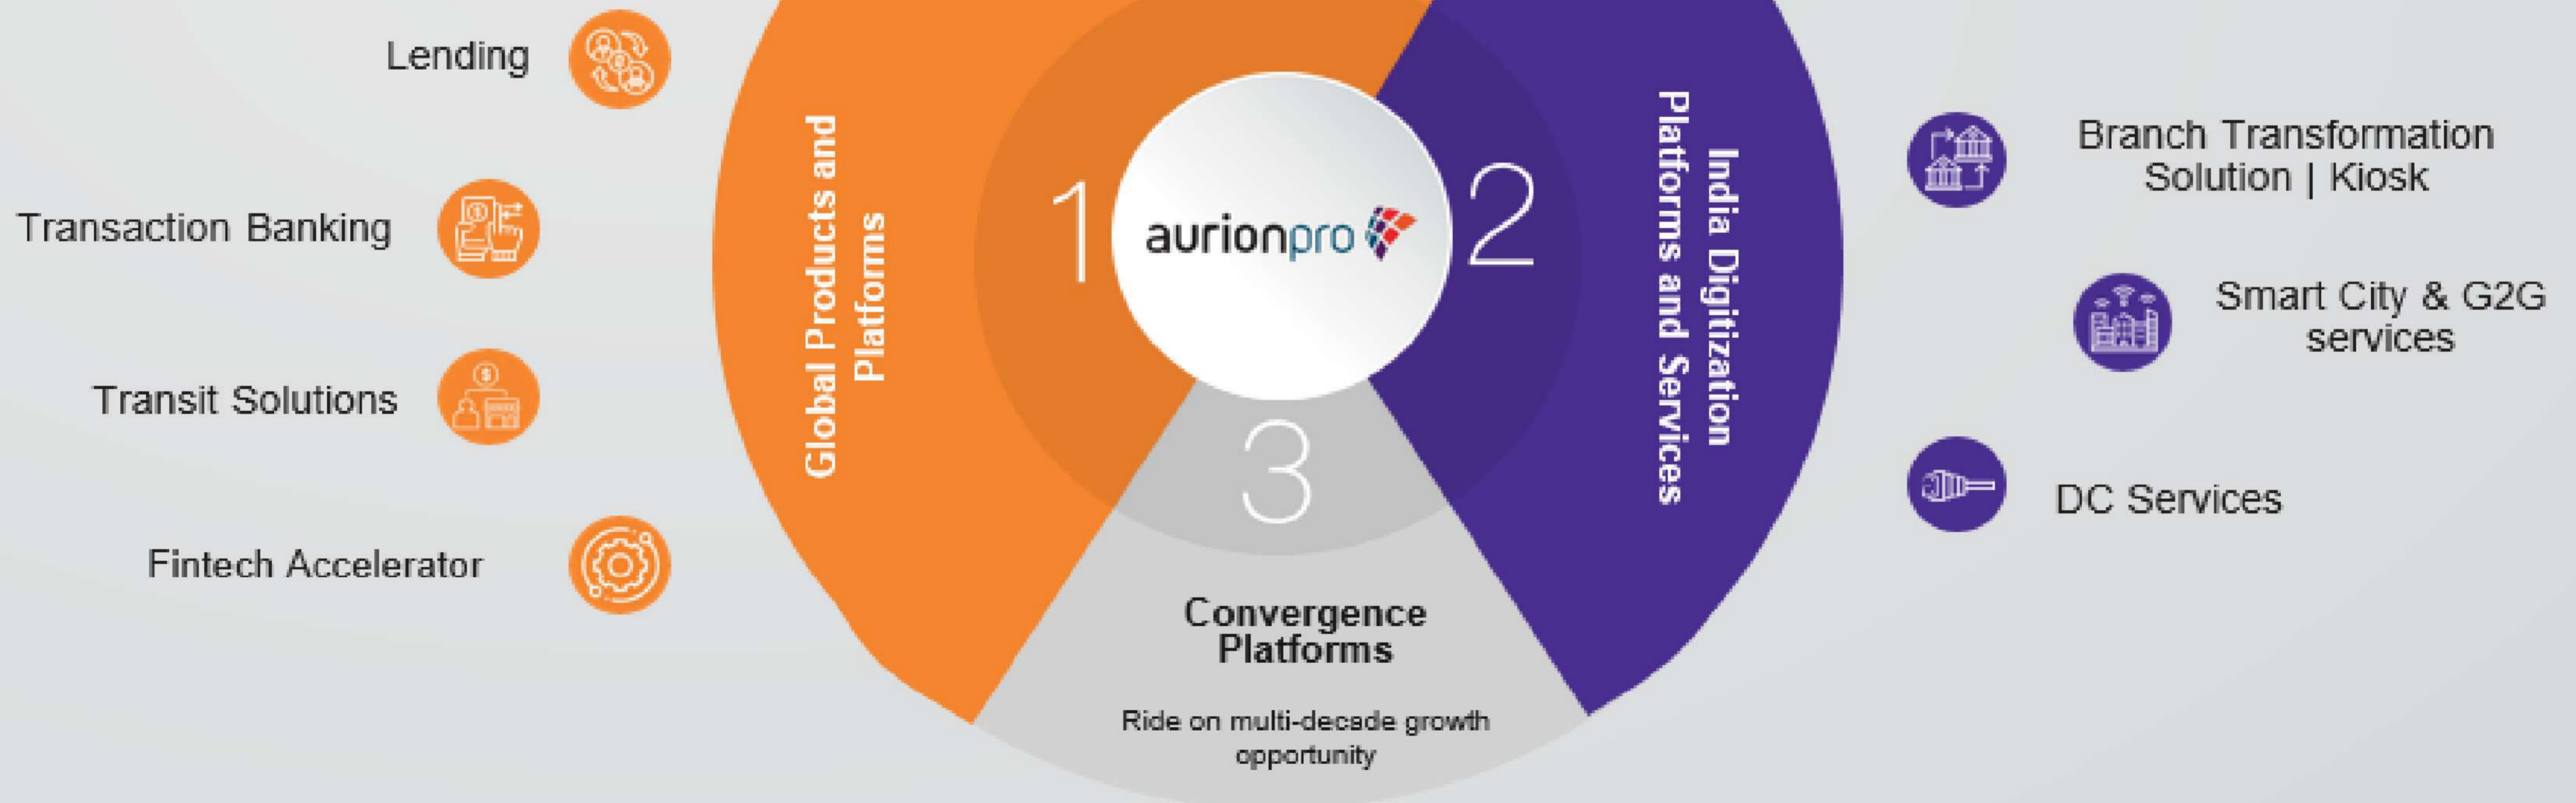 Lending
Transaction Banking
Transit Solutions
Fintech Accelerator
Global Products and
Platforms
1
aurionpro
2
India Digitization
Platforms and Services
3
Convergence
Platforms
Ride on multi-decade growth
opportunity
Branch Transformation
Solution | Kiosk
Smart City & G2G
services
DC Services